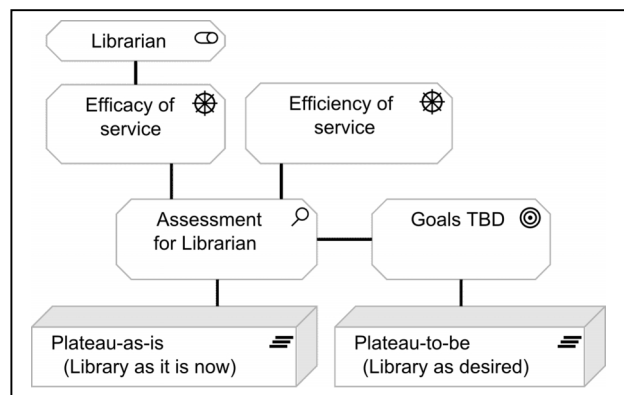 Librarian
Efficacy of
service
Efficiency of
service
Assessment
for Librarian
Goals TBD
Plateau-as-is
(Library as it is now)
Plateau-to-be
(Library as desired)